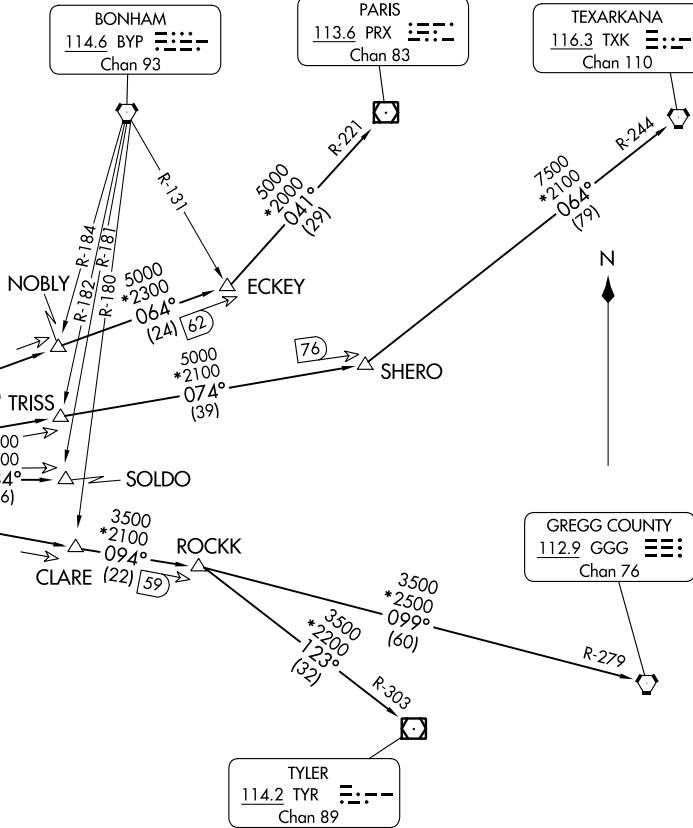 BONHAM
114.6 BYP
Chan 93
PARIS
113.6 PRX
Chan 83
TEXARKANA
116.3 TXK
Chan 110
R-221
R-244
R-131
5000
*2000
041°
(29)
7500
*2100
064°
(79)
R-184
R-181
R-182
R-180
N
NOBLY
5000
*2300
064°
(24)
62
ECKEY
76
SHERO
5000
*2100
074°
(39)
TRISS
00
00
4°
6)
SOLDO
3500
*2100
094°
(22)
59
CLARE
ROCKK
GREGG COUNTY
112.9 GGG
Chan 76
3500
*2500
099°
(60)
3500
*2200
123°
(32)
R-279
R-303
TYLER
114.2 TYR
Chan 89